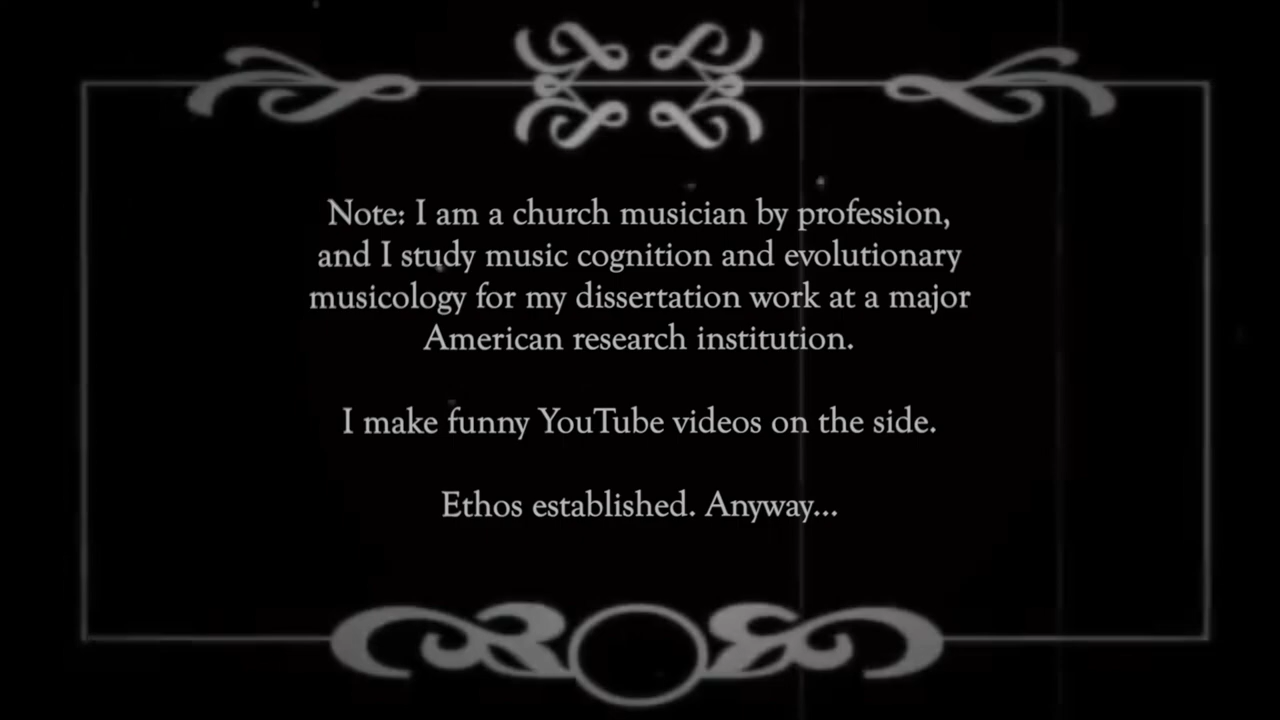 Note: I am a church musician by profession,
and I study music cognition and evolutionary
musicology for my dissertation work at a major
American research institution.
I make funny YouTube videos on the side.
Ethos established. Anyway...